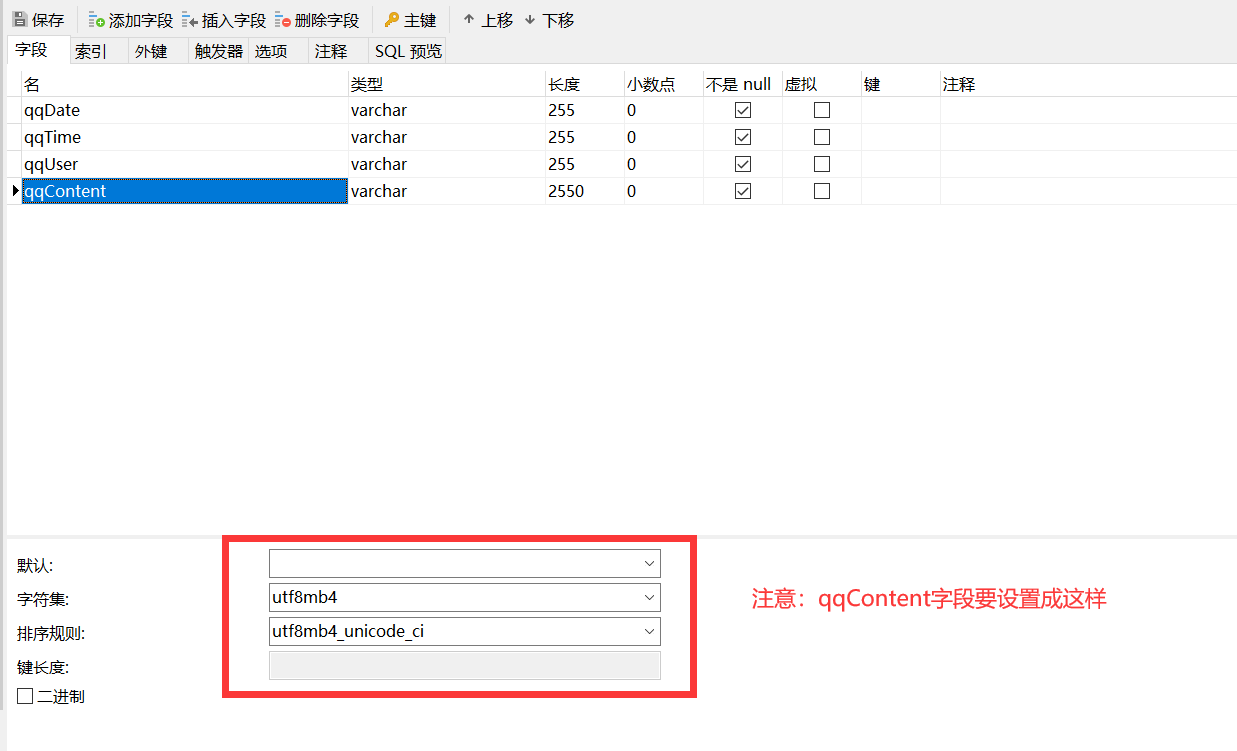 保存 添加字段 插入字段 删除字段 主键 上移 下移
字段 索引 外键 触发器 选项 注释 SQL 预览
名 类型 长度 小数点 不是 null 虚拟 键 注释
qqDate varchar 255 0
qqTime varchar 255 0
qqUser varchar 255 0
qqContent varchar 2550 0
默认:
字符集: utf8mb4 注意：qqContent字段要设置成这样
排序规则: utf8mb4_unicode_ci
键长度:
二进制